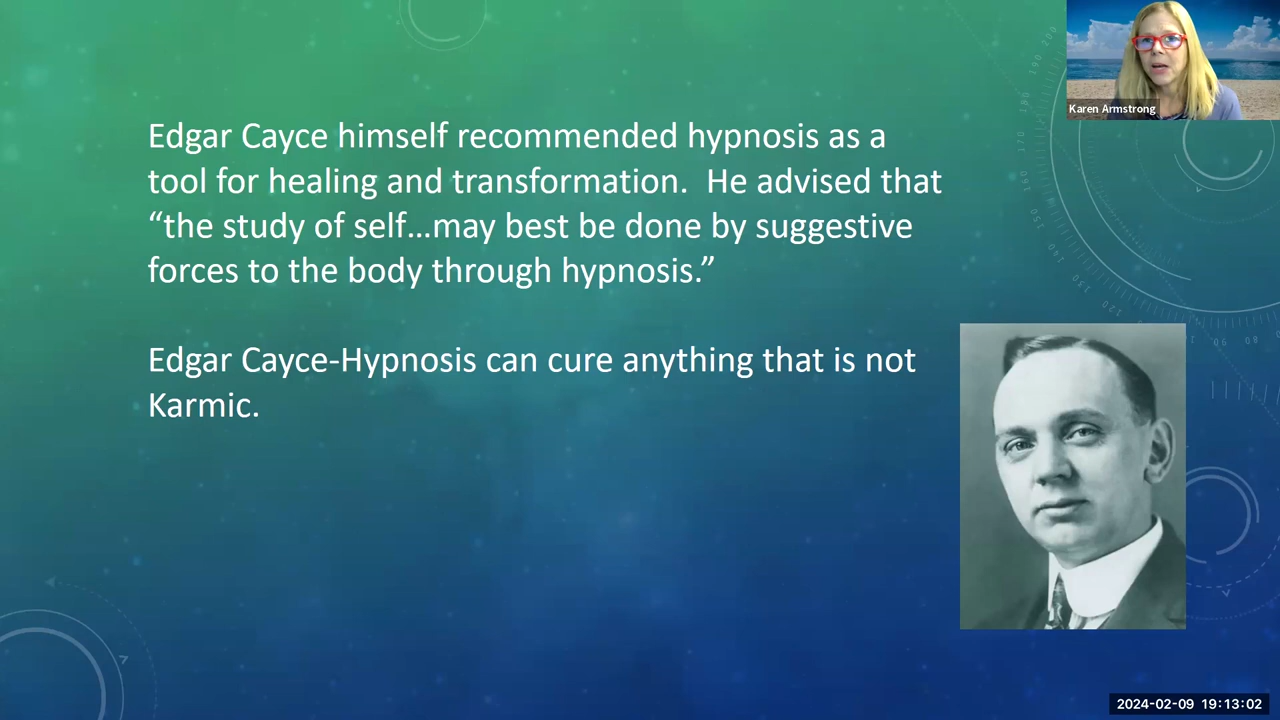 Karen Armstrong
Edgar Cayce himself recommended hypnosis as a
tool for healing and transformation.  He advised that
“the study of self…may best be done by suggestive
forces to the body through hypnosis.”
Edgar Cayce-Hypnosis can cure anything that is not
Karmic.
2024-02-09 19:13:02